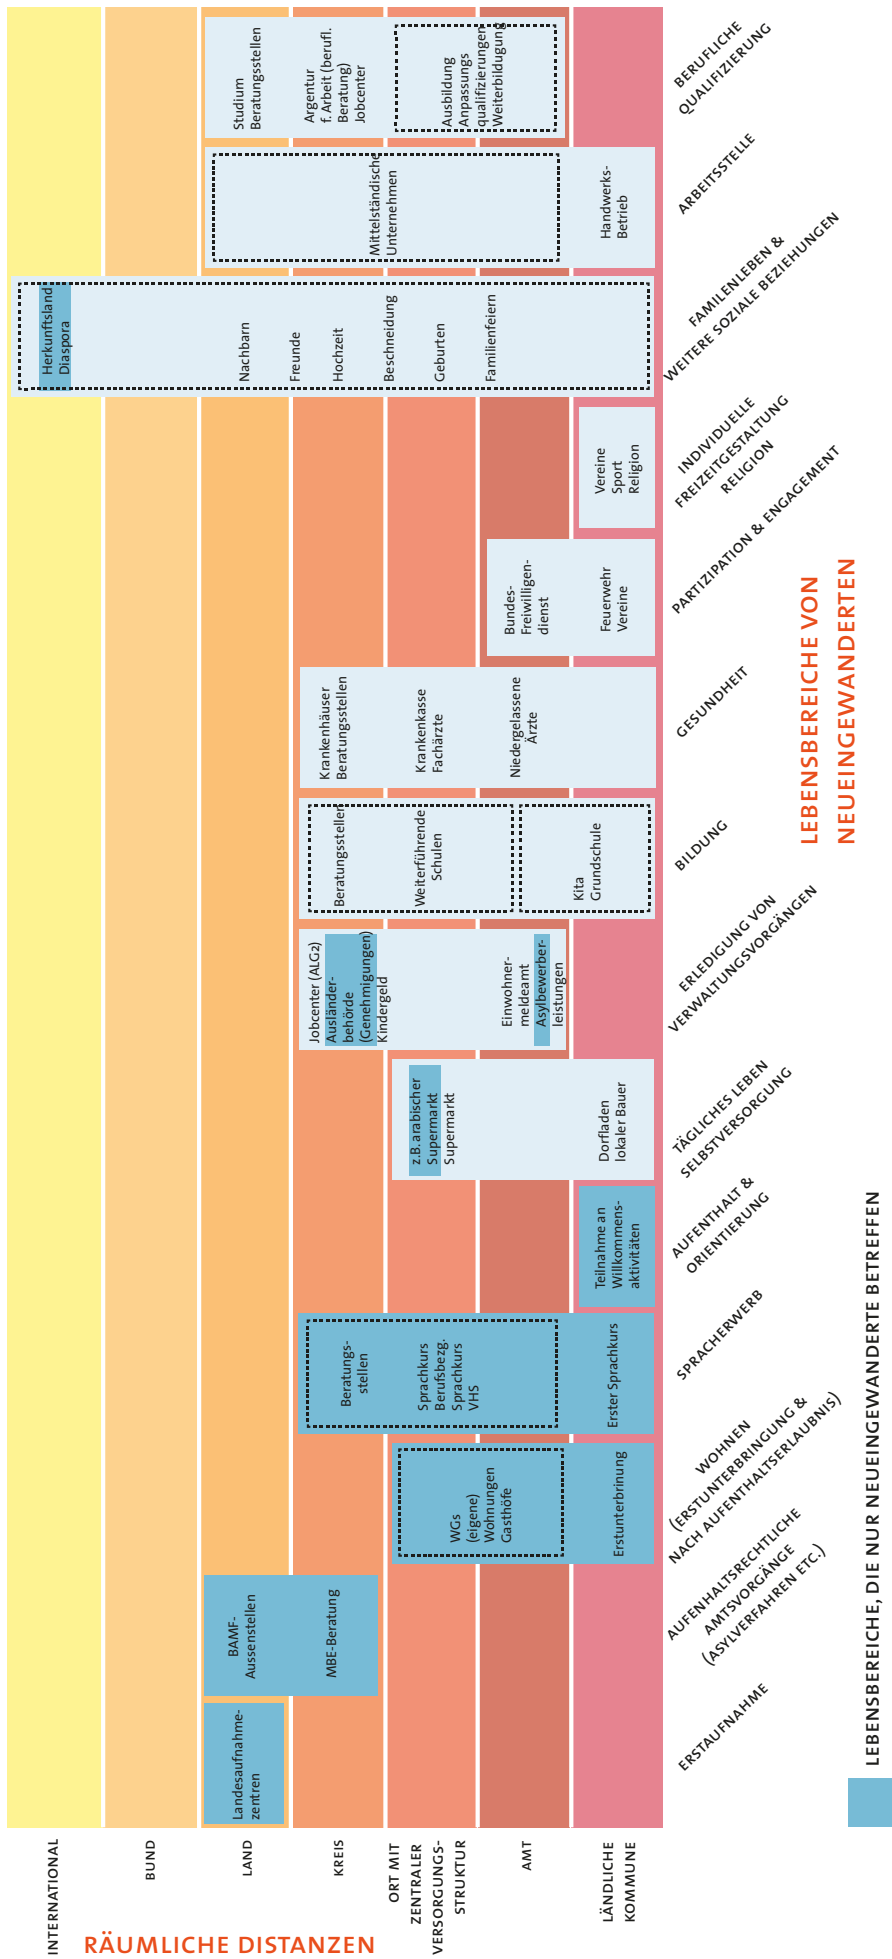 INTERNATIONAL
BUND
LAND
KREIS
ORT MIT
ZENTRALER
VERSORGUNGS-
STRUKTUR
AMT
LÄNDLICHE
KOMMUNE
RÄUMLICHE DISTANZEN
Landesaufnahme-
zentren
ERSTAUFNAHME
BAMF-
Aussenstellen
MBE-Beratung
AUFENHALTSRECHTLICHE
AMTSVORGÄNGE
(ASYLVERFAHREN ETC.)
WGs
(eigene)
Wohnungen
Gasthöfe
Erstunterbrinung
WOHNEN
(ERSTUNTERBRINGUNG &
NACH AUFENTHALTSERLAUBNIS)
Beratungs-
stellen
Sprachkurs
Berufsbezg.
Sprachkurs
VHS
Erster Sprachkurs
SPRACHERWERB
Teilnahme an
Willkommens-
aktivitäten
AUFENTHALT &
ORIENTIERUNG
z.B. arabischer
Supermarkt
Supermarkt
Dorfladen
lokaler Bauer
TÄGLICHES LEBEN
SELBSTVERSORGUNG
Jobcenter (ALG2)
Ausländer-
behörde
(Genehmigungen)
Kindergeld
Einwohner-
meldeamt
Asylbewerber-
leistungen
ERLEDIGUNG VON
VERWALTUNGSVORGÄNGEN
Beratungsstellen
Weiterführende
Schulen
Kita
Grundschule
BILDUNG
Krankenhäuser
Beratungsstellen
Krankenkasse
Fachärzte
Niedergelassene
Ärzte
GESUNDHEIT
Bundes-
Freiwilligen-
dienst
Feuerwehr
Vereine
PARTIZIPATION & ENGAGEMENT
Vereine
Sport
Religion
INDIVIDUELLE
FREIZEITGESTALTUNG
RELIGION
Herkunftsland
Diaspora
Nachbarn
Freunde
Hochzeit
Beschneidung
Geburten
Familienfeiern
FAMILENLEBEN &
WEITERE SOZIALE BEZIEHUNGEN
Mittelständische
Unternehmen
Handwerks-
Betrieb
ARBEITSSTELLE
Studium
Beratungsstellen
Argentur
f. Arbeit (berufl.
Beratung)
Jobcenter
Ausbildung
Anpassungs
qualifizierungen
Weiterbildugung
BERUFLICHE
QUALIFIZIERUNG
LEBENSBEREICHE VON
NEUEINGEWANDERTEN
LEBENSBEREICHE, DIE NUR NEUEINGEWANDERTE BETREFFEN